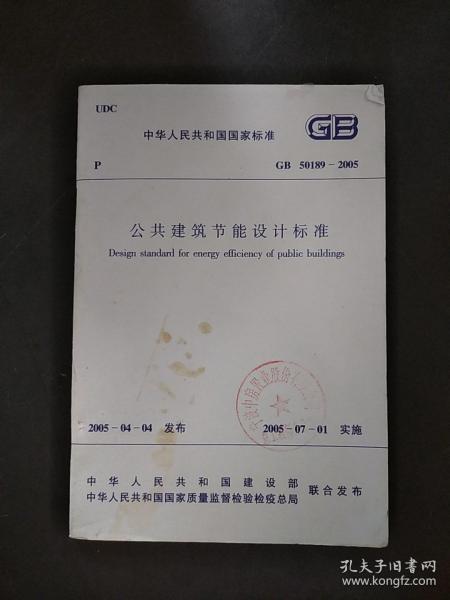 UDC
中华人民共和国国家标准
GB
P
GB 50189-2005
公共建筑节能设计标准
Design standard for energy efficiency of public buildings
2005-04-04 发布
2005-07-01 实施
中华人民共和国建设部
中华人民共和国国家质量监督检验检疫总局
联合发布
孔夫子旧书网
www.kongfz.com